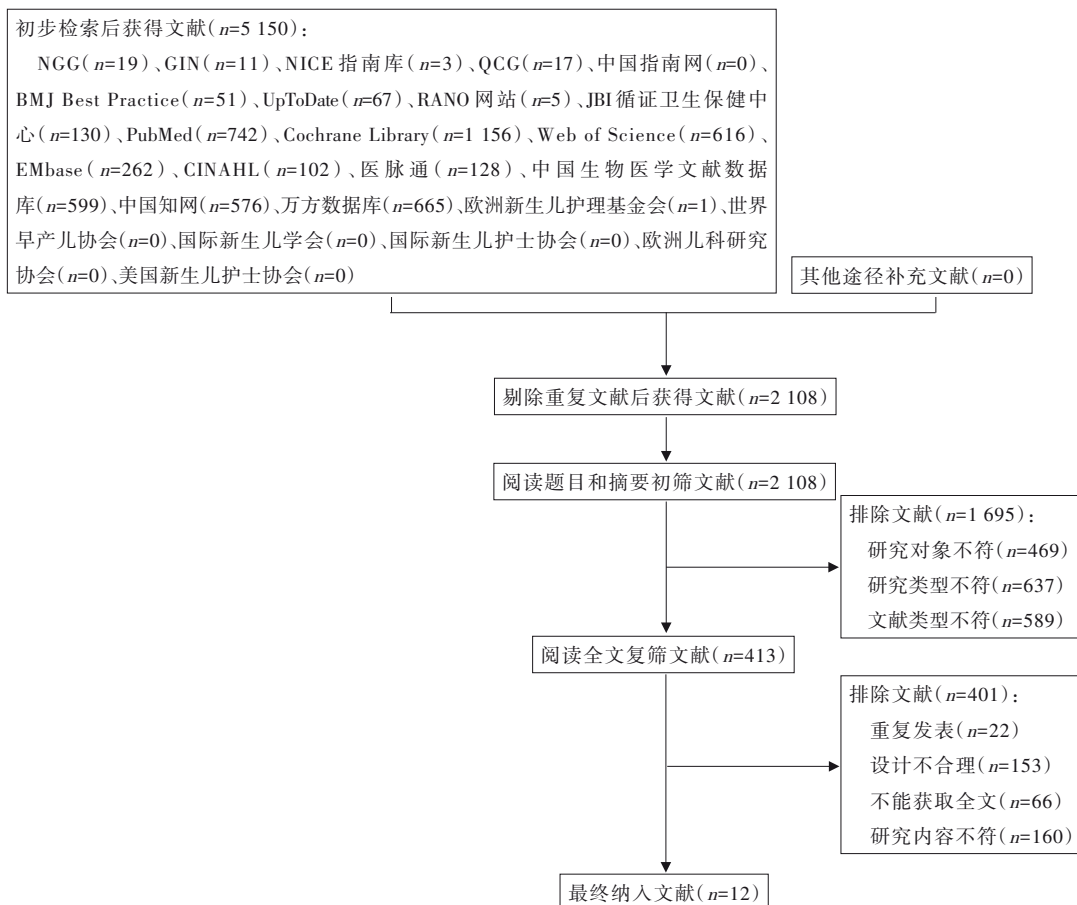 初步检索后获得文献(n=5 150)：
NGG(n=19)、GIN(n=11)、NICE 指南库(n=3)、QCG(n=17)、中国指南网(n=0)、
BMJ Best Practice(n=51)、UpToDate(n=67)、RANO 网站(n=5)、JBI循证卫生保健中
心(n=130)、PubMed(n=742)、Cochrane Library(n=1 156)、Web of Science(n=616)、
EMbase(n=262)、CINAHL(n=102)、医脉通(n=128)、中国生物医学文献数据
库(n=599)、中国知网(n=576)、万方数据库(n=665)、欧洲新生儿护理基金会(n=1)、世界
早产儿协会(n=0)、国际新生儿学会(n=0)、国际新生儿护士协会(n=0)、欧洲儿科研究
协会(n=0)、美国新生儿护士协会(n=0)
其他途径补充文献(n=0)
剔除重复文献后获得文献(n=2 108)
阅读题目和摘要初筛文献(n=2 108)
排除文献(n=1 695)：
研究对象不符(n=469)
研究类型不符(n=637)
文献类型不符(n=589)
阅读全文复筛文献(n=413)
排除文献(n=401)：
重复发表(n=22)
设计不合理(n=153)
不能获取全文(n=66)
研究内容不符(n=160)
最终纳入文献(n=12)